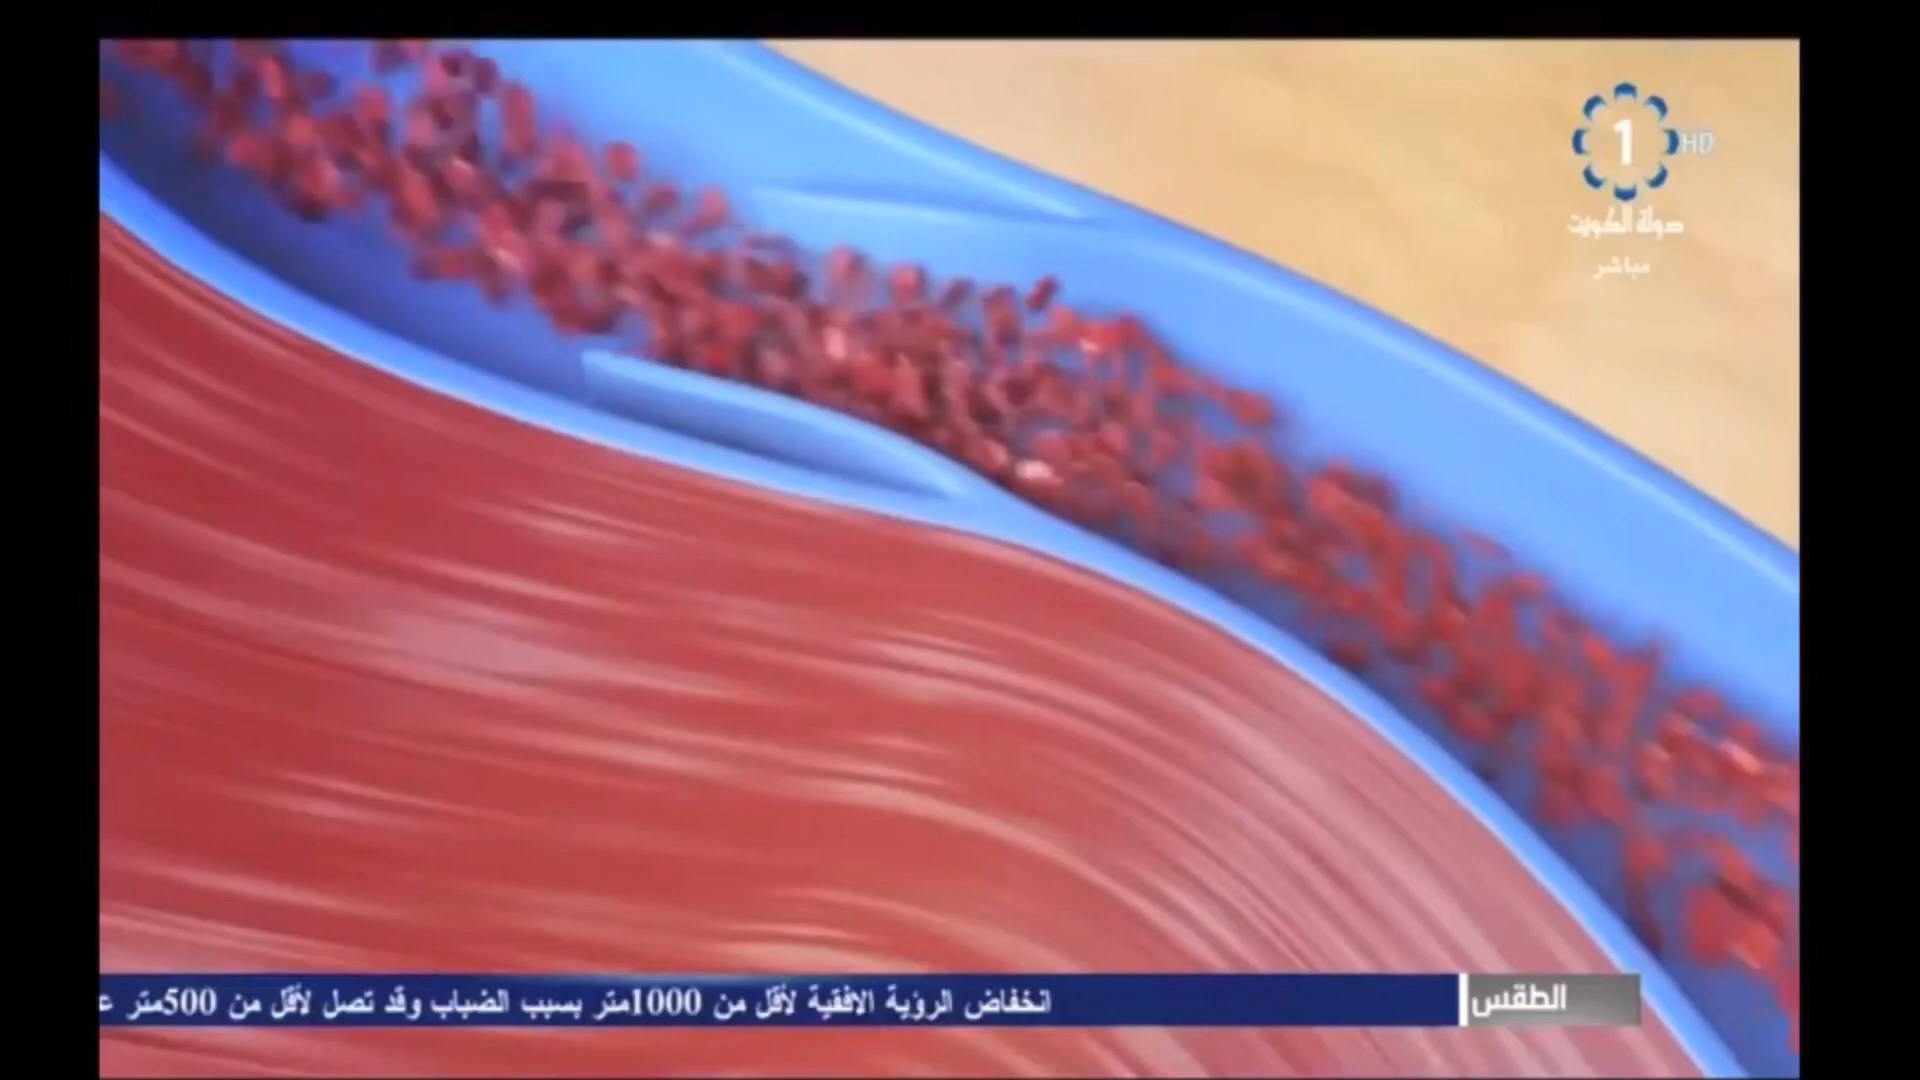 1 HD
دولة الكويت
مباشر
الطقس
انخفاض الرؤية الافقية لأقل من 1000متر بسبب الضباب وقد تصل لأقل من 500متر